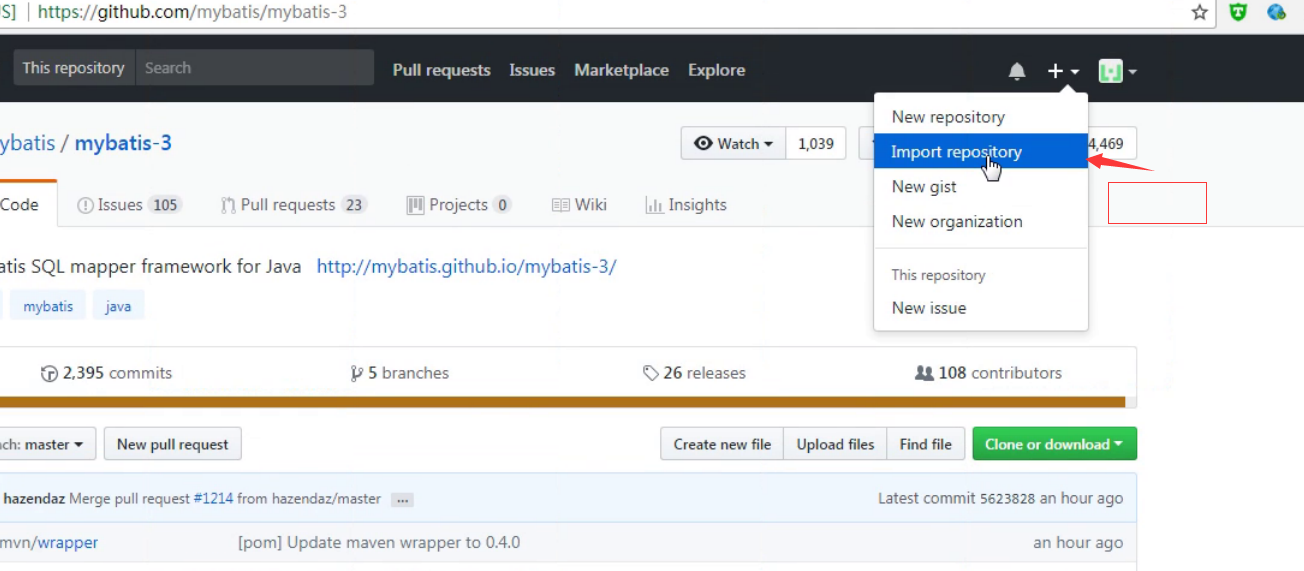 S] https://github.com/mybatis/mybatis-3
This repository Search Pull requests Issues Marketplace Explore
New repository
ybatis / mybatis-3 Watch 1,039 4,469
Import repository
New gist
Code Issues 105 Pull requests 23 Projects 0 Wiki Insights
New organization
atis SQL mapper framework for Java http://mybatis.github.io/mybatis-3/
This repository
mybatis java
New issue
2,395 commits 5 branches 26 releases 108 contributors
ch: master New pull request Create new file Upload files Find file Clone or download
hazendaz Merge pull request #1214 from hazendaz/master ... Latest commit 5623828 an hour ago
mvn/wrapper [pom] Update maven wrapper to 0.4.0 an hour ago